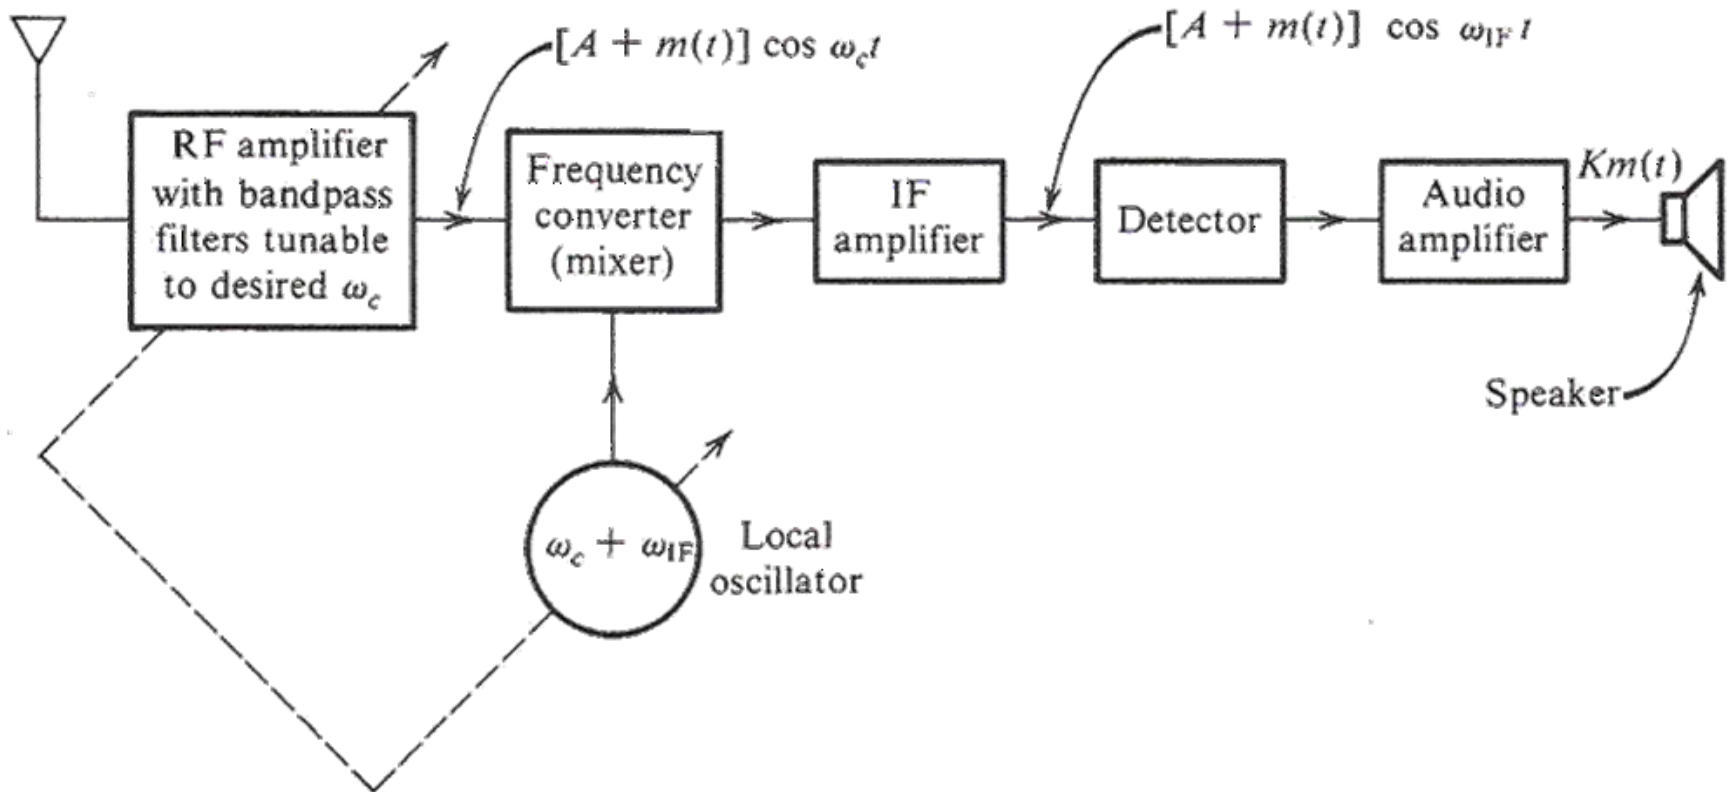 [A + m(t)] cos ω_c t
[A + m(t)] cos ω_IF t
RF amplifier
with bandpass
filters tunable
to desired ω_c
Frequency
converter
(mixer)
IF
amplifier
Detector
Audio
amplifier
Km(t)
Speaker
ω_c + ω_IF
Local
oscillator